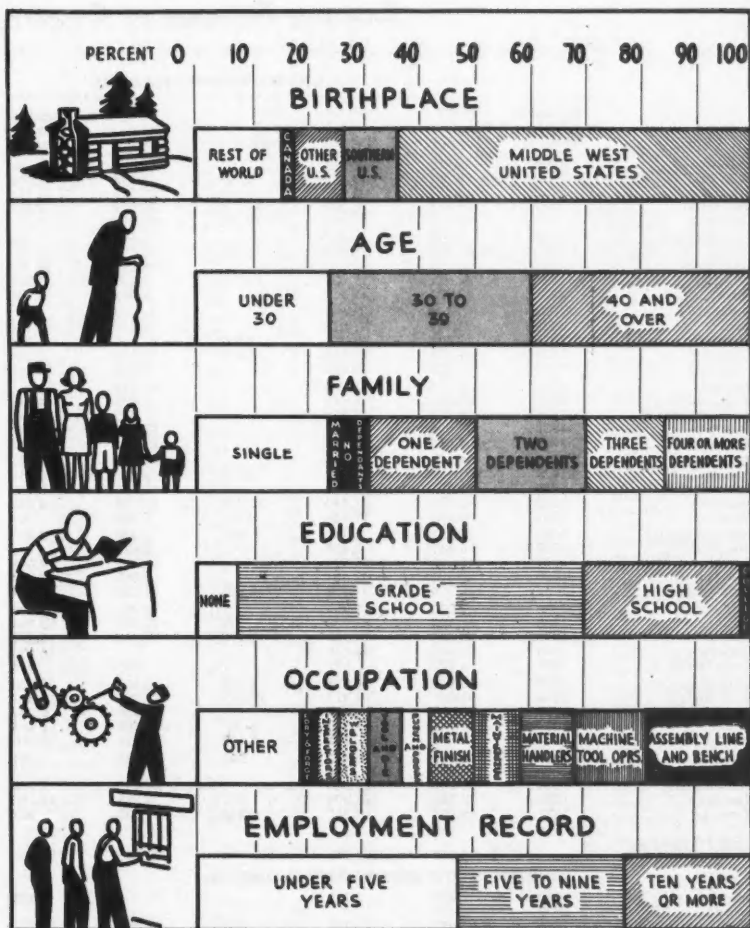 PERCENT 0 10 20 30 40 50 60 70 80 90 100
BIRTHPLACE
REST OF
WORLD
CANADA
OTHER
U.S.
SOUTHERN
U.S.
MIDDLE WEST
UNITED STATES
AGE
UNDER
30
30 TO
39
40 AND
OVER
FAMILY
SINGLE
MARRIED
NO
DEPENDANTS
ONE
DEPENDENT
TWO
DEPENDENTS
THREE
DEPENDENTS
FOUR OR MORE
DEPENDENTS
EDUCATION
NONE
GRADE
SCHOOL
HIGH
SCHOOL
OCCUPATION
OTHER
METAL
FINISH
MATERIAL
HANDLERS
MACHINE
TOOL OPRS.
ASSEMBLY LINE
AND BENCH
EMPLOYMENT RECORD
UNDER FIVE
YEARS
FIVE TO NINE
YEARS
TEN YEARS
OR MORE